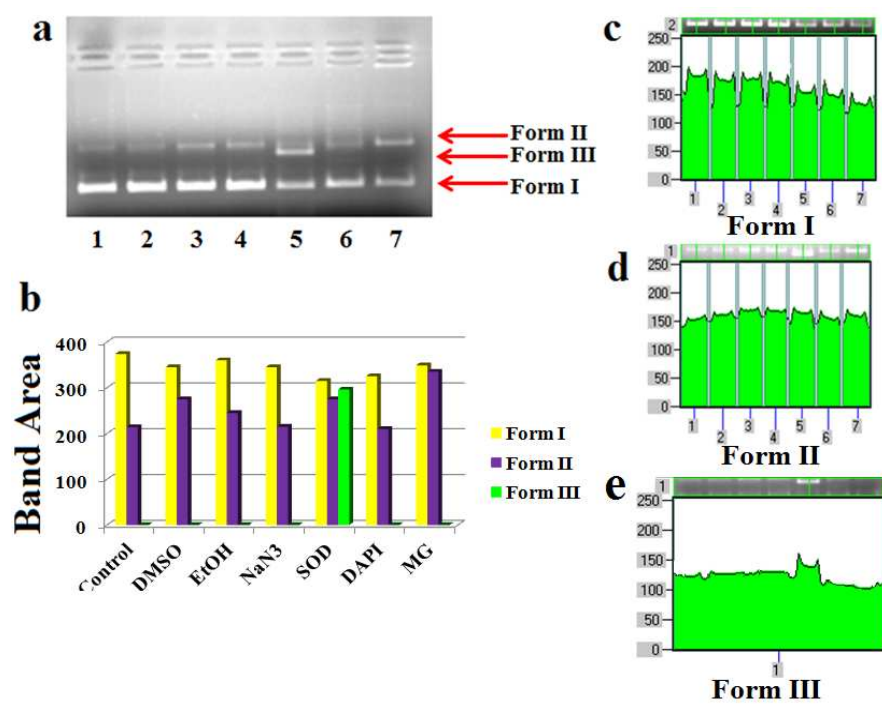 a
Form II
Form III
Form I
1 2 3 4 5 6 7
b
Band Area
400
300
200
100
0
Control
DMSO
EtOH
NaN3
SOD
DAPI
MG
Form I
Form II
Form III
c
2
250
200
150
100
50
0
1 2 3 4 5 6 7
Form I
d
1
250
200
150
100
50
0
1 2 3 4 5 6 7
Form II
e
1
250
200
150
100
50
0
1
Form III